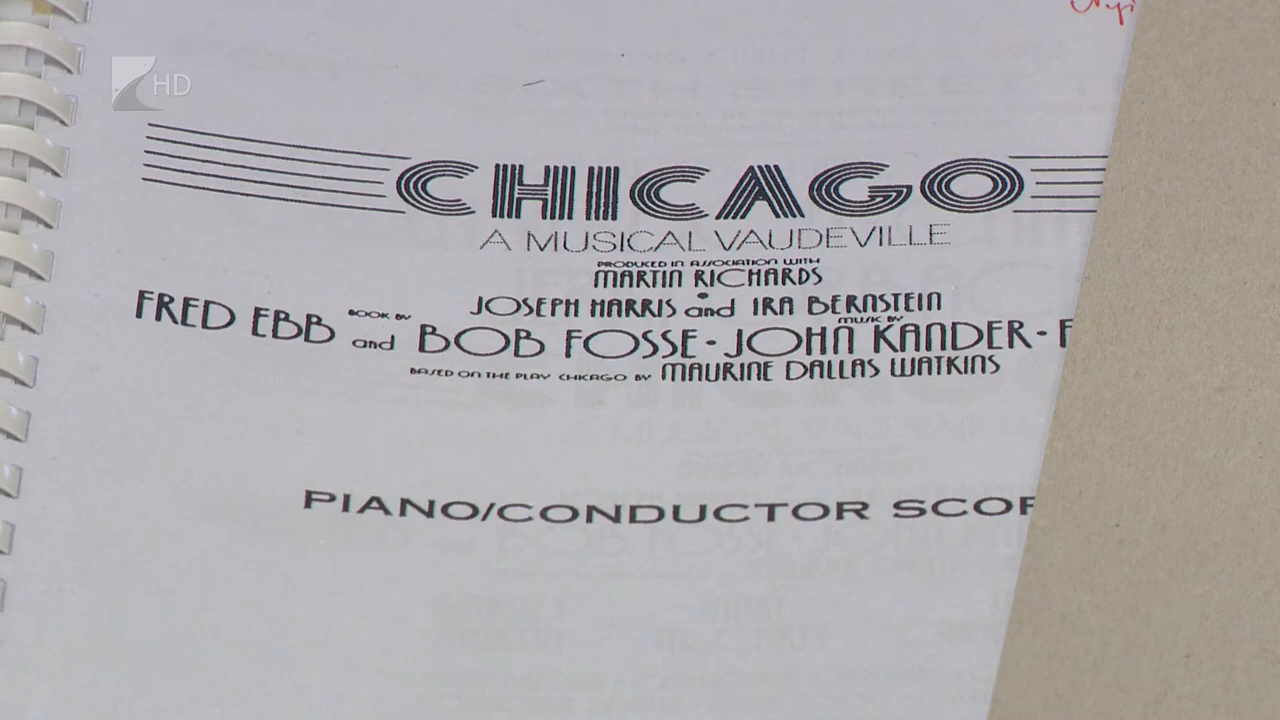 HD
CHICAGO
A MUSICAL VAUDEVILLE
PRODUCED IN ASSOCIATION WITH
MARTIN RICHARDS
JOSEPH HARRIS and IRA BERNSTEIN
BOOK BY MUSIC BY
FRED EBB and BOB FOSSE · JOHN KANDER · F
BASED ON THE PLAY CHICAGO BY MAURINE DALLAS WATKINS
PIANO/CONDUCTOR SCOR